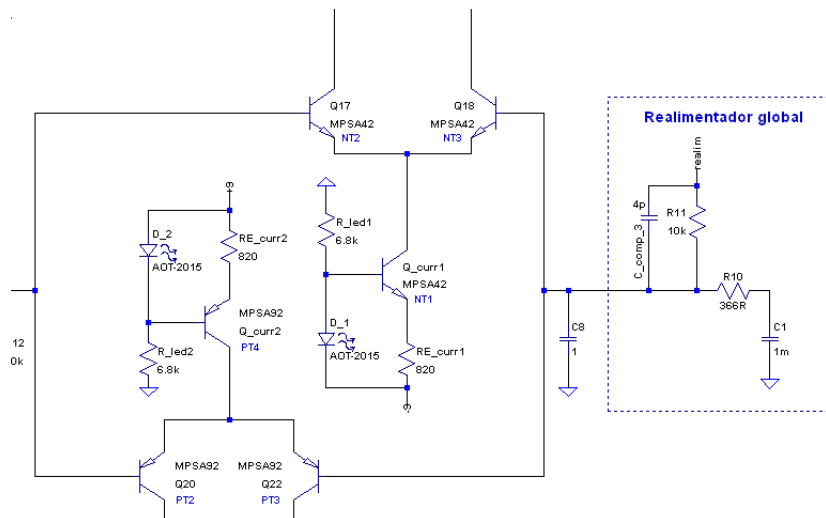 Q17
MPSA42
NT2
Q18
MPSA42
NT3
Realimentador global
realim
4p
C_comp_3
R11
10k
R10
366R
C8
1
C1
1m
+9
D_2
AOT-2015
RE_curr2
820
R_led1
6.8k
Q_curr1
MPSA42
NT1
MPSA92
Q_curr2
PT4
D_1
AOT-2015
RE_curr1
820
12
0k
R_led2
6.8k
-9
MPSA92
Q20
PT2
MPSA92
Q22
PT3